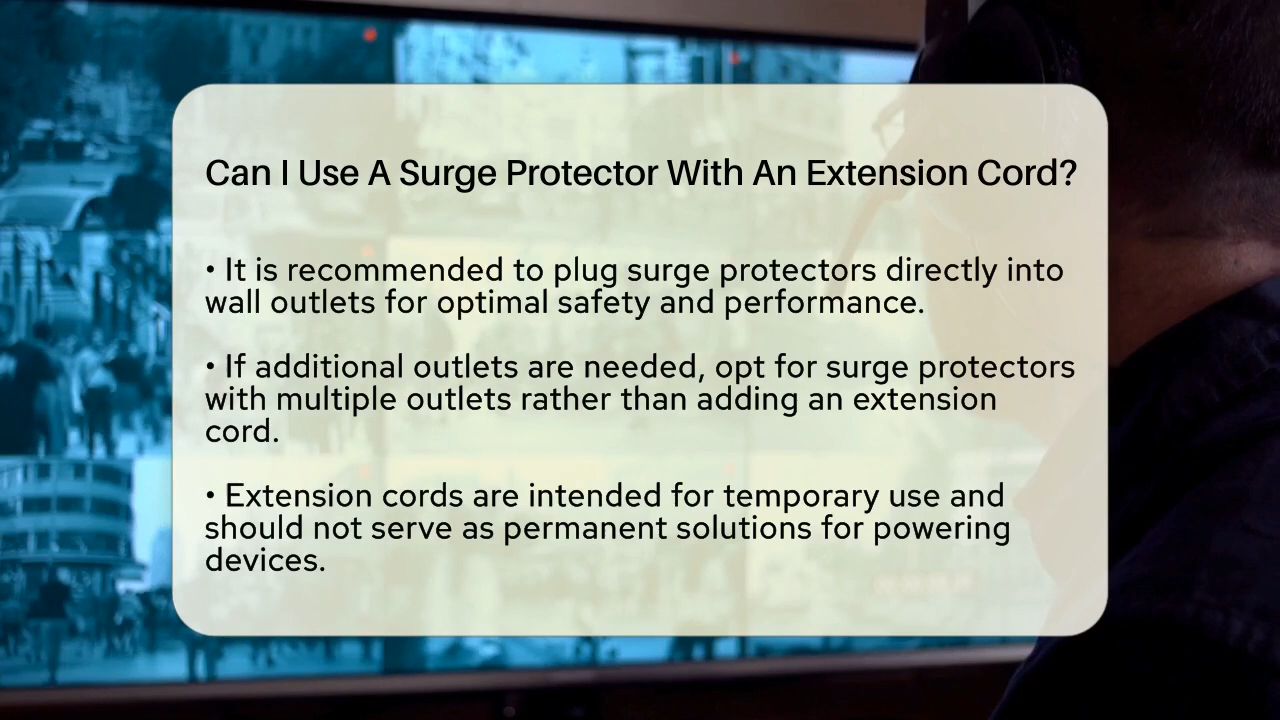 Can I Use A Surge Protector With An Extension Cord?
• It is recommended to plug surge protectors directly into
wall outlets for optimal safety and performance.
• If additional outlets are needed, opt for surge protectors
with multiple outlets rather than adding an extension
cord.
• Extension cords are intended for temporary use and
should not serve as permanent solutions for powering
devices.